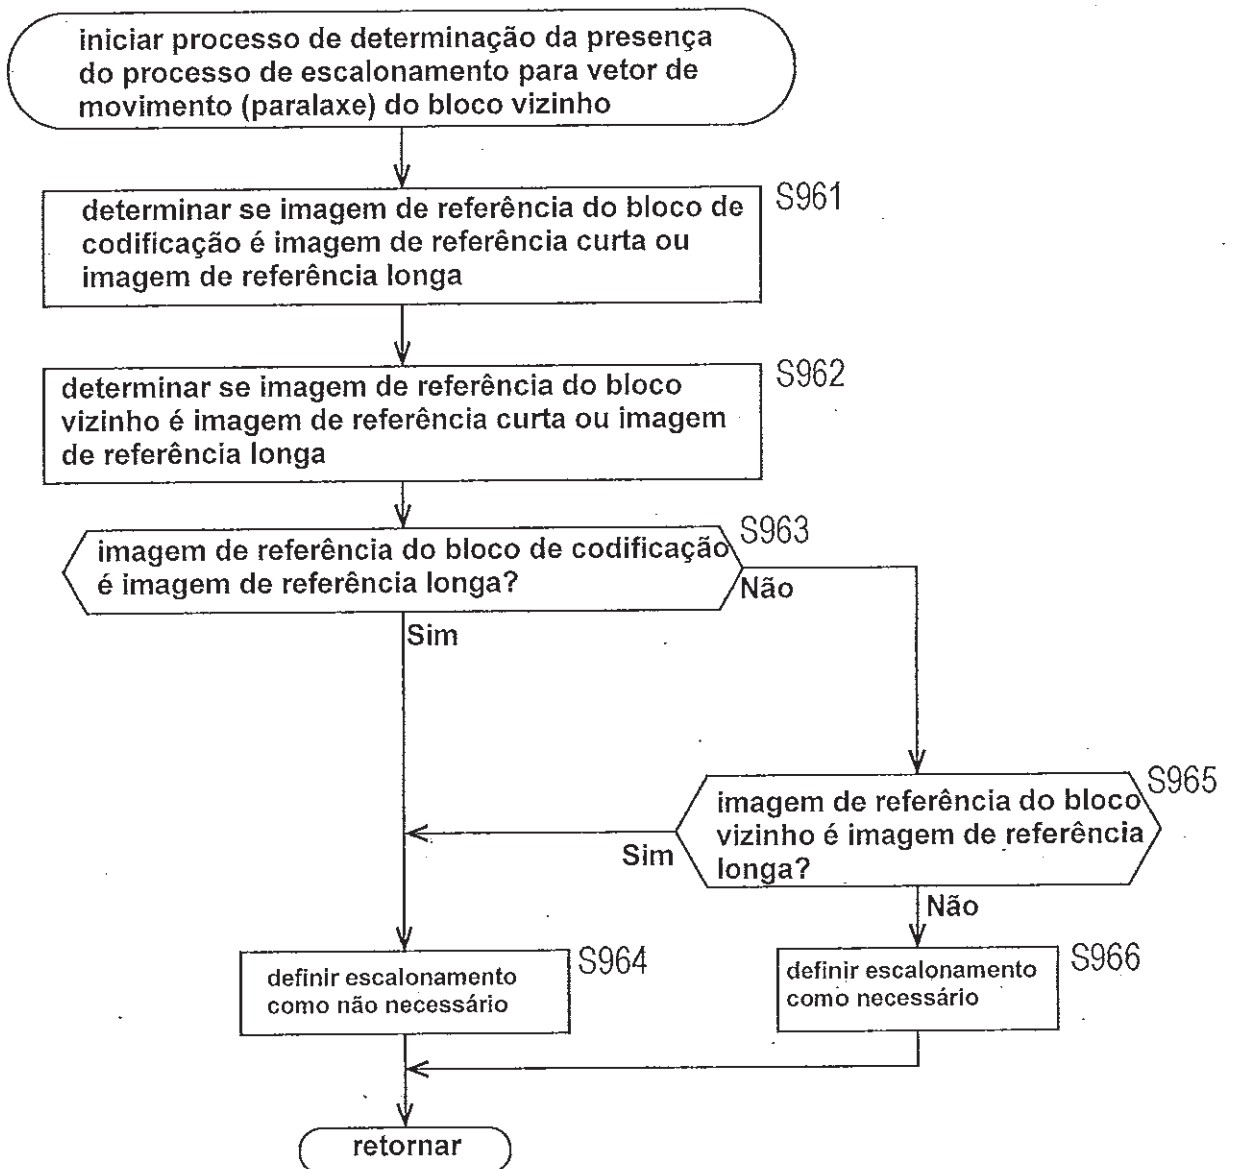 iniciar processo de determinação da presença
do processo de escalonamento para vetor de
movimento (paralaxe) do bloco vizinho
S961
determinar se imagem de referência do bloco de
codificação é imagem de referência curta ou
imagem de referência longa
S962
determinar se imagem de referência do bloco
vizinho é imagem de referência curta ou imagem
de referência longa
S963
imagem de referência do bloco de codificação
é imagem de referência longa?
Não
Sim
S965
imagem de referência do bloco
vizinho é imagem de referência
longa?
Sim
Não
S964
definir escalonamento
como não necessário
S966
definir escalonamento
como necessário
retornar